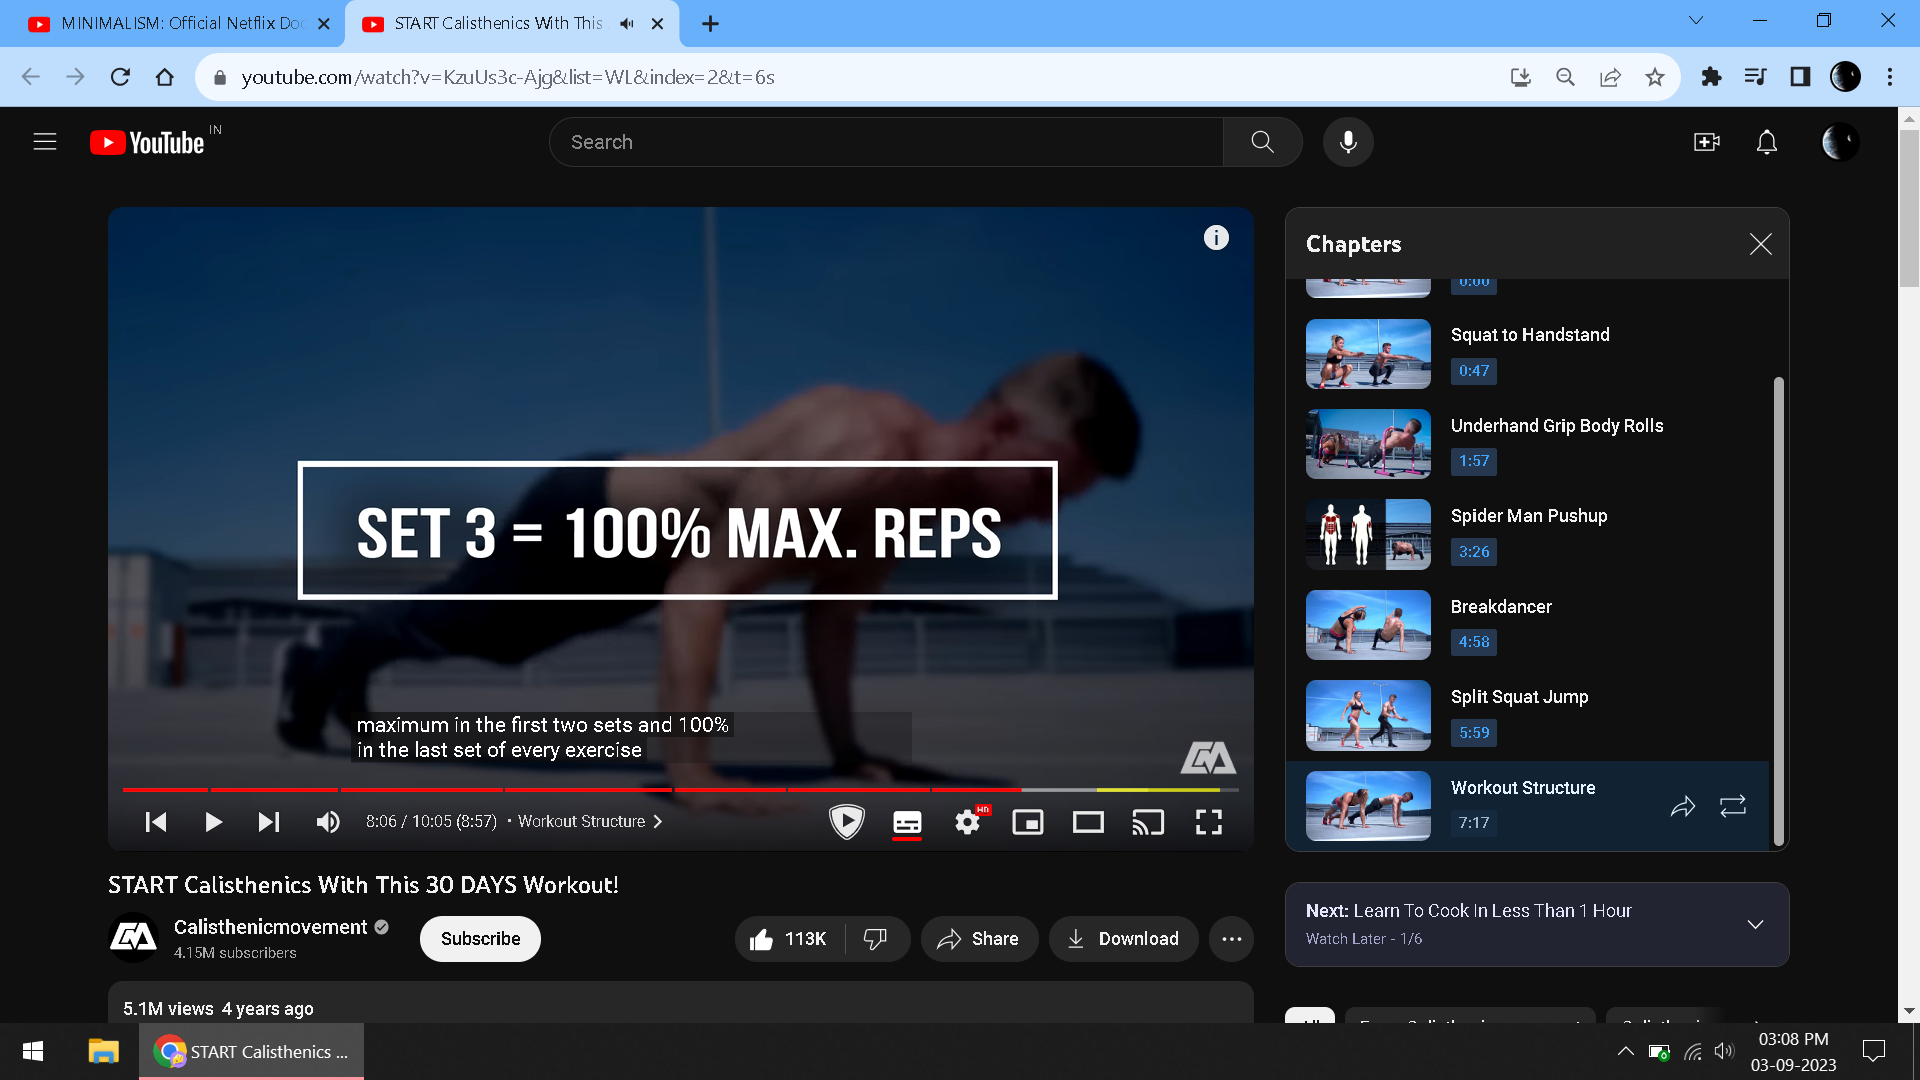 MINIMALISM: Official Netflix Doc
START Calisthenics With This
youtube.com/watch?v=KzuUs3c-Ajg&list=WL&index=2&t=6s
YouTube IN
Search
SET 3 = 100% MAX. REPS
maximum in the first two sets and 100%
in the last set of every exercise
8:06 / 10:05 (8:57) • Workout Structure
HD
START Calisthenics With This 30 DAYS Workout!
Calisthenicmovement
4.15M subscribers
Subscribe
113K
Share
Download
5.1M views 4 years ago
Chapters
0:00
Squat to Handstand
0:47
Underhand Grip Body Rolls
1:57
Spider Man Pushup
3:26
Breakdancer
4:58
Split Squat Jump
5:59
Workout Structure
7:17
Next: Learn To Cook In Less Than 1 Hour
Watch Later - 1/6
START Calisthenics ...
03:08 PM
03-09-2023